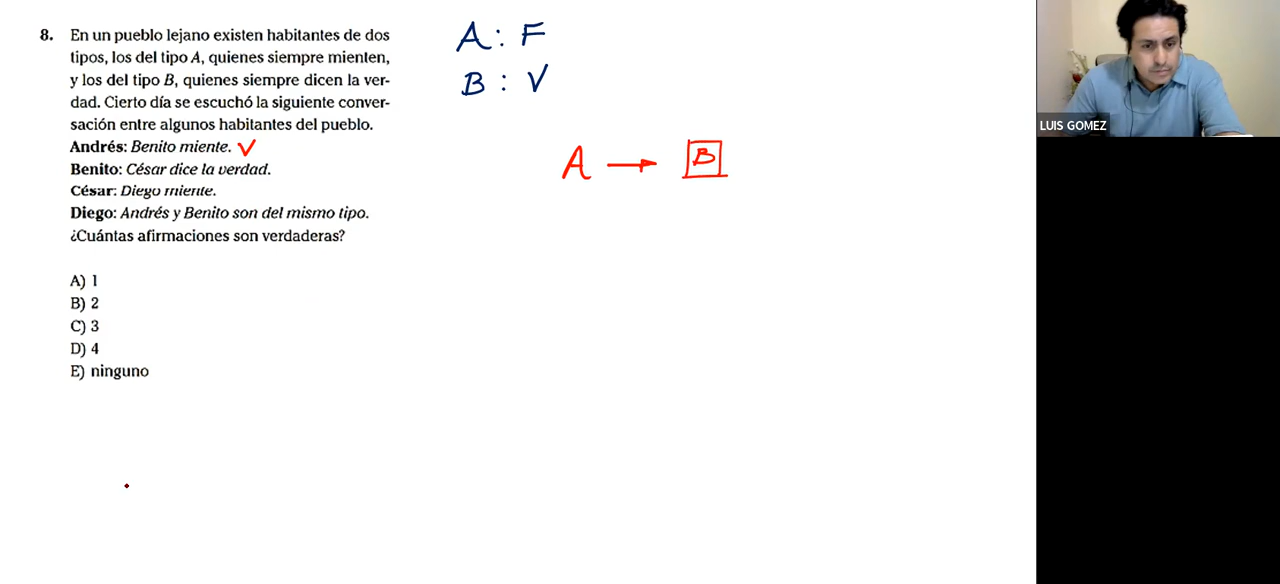 8. En un pueblo lejano existen habitantes de dos
tipos, los del tipo A, quienes siempre mienten,
y los del tipo B, quienes siempre dicen la ver-
dad. Cierto día se escuchó la siguiente conver-
sación entre algunos habitantes del pueblo.
Andrés: Benito miente. V
Benito: César dice la verdad.
César: Diego miente.
Diego: Andrés y Benito son del mismo tipo.
¿Cuántas afirmaciones son verdaderas?
A) 1
B) 2
C) 3
D) 4
E) ninguno
A : F
B : V
A → B
LUIS GOMEZ